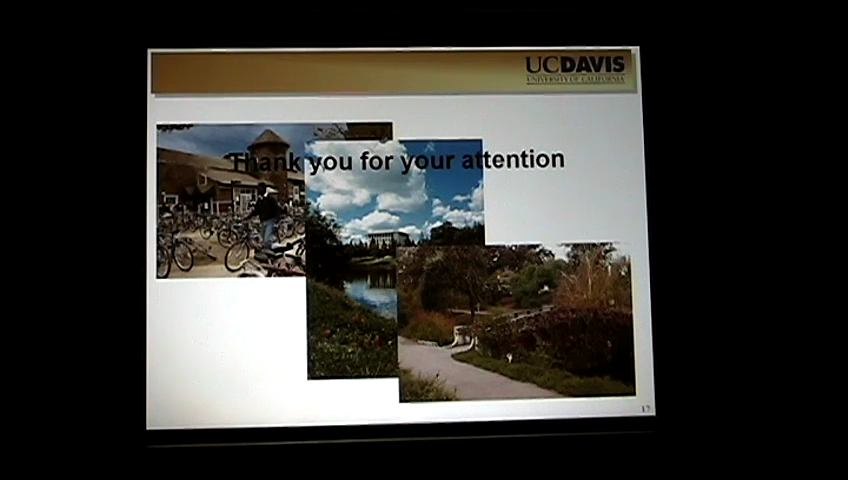 UCDAVIS
UNIVERSITY OF CALIFORNIA
Thank you for your attention
17